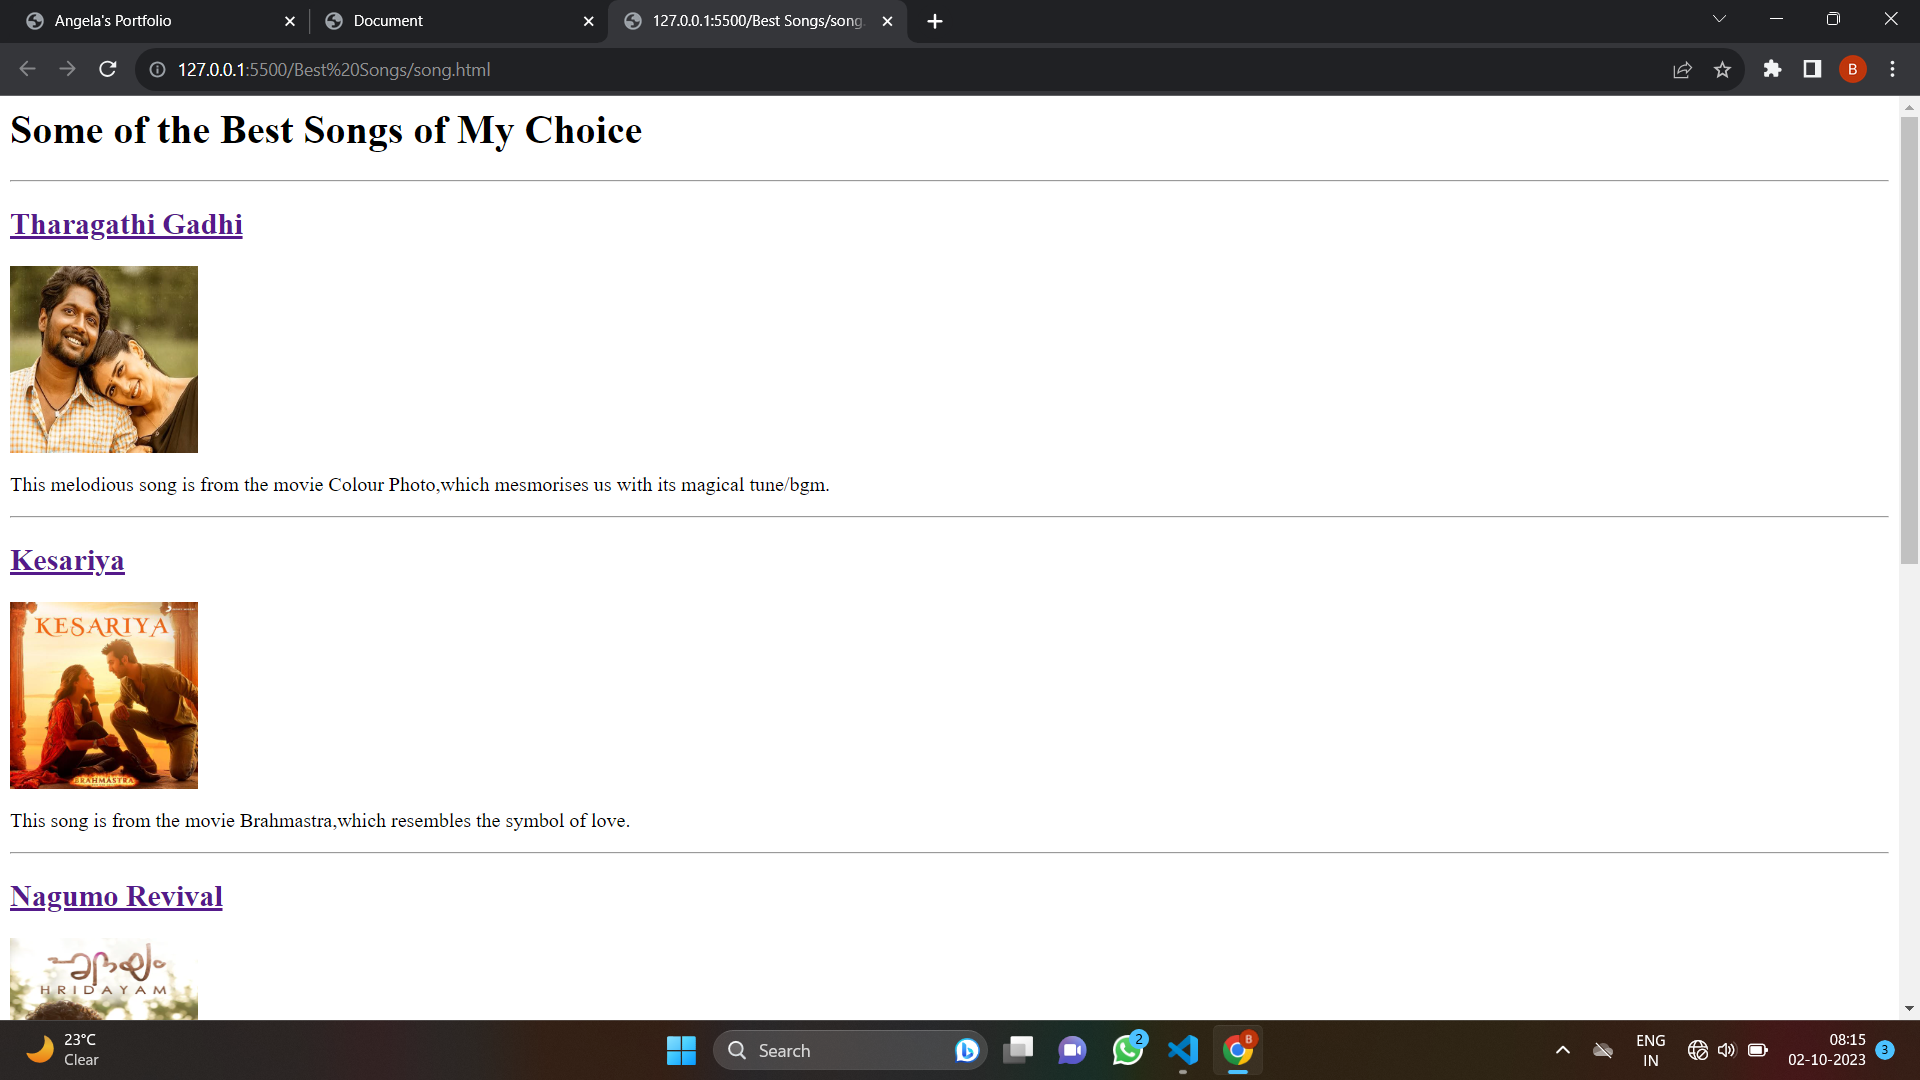 Angela's Portfolio
Document
127.0.0.1:5500/Best Songs/song.
127.0.0.1:5500/Best%20Songs/song.html
B
Some of the Best Songs of My Choice
Tharagathi Gadhi
This melodious song is from the movie Colour Photo,which mesmorises us with its magical tune/bgm.
Kesariya
KESARIYA
BRAHMASTRA
This song is from the movie Brahmastra,which resembles the symbol of love.
Nagumo Revival
ഹൃദയം
HRIDAYAM
23°C
Clear
Search
2
B
ENG
IN
08:15
02-10-2023
3